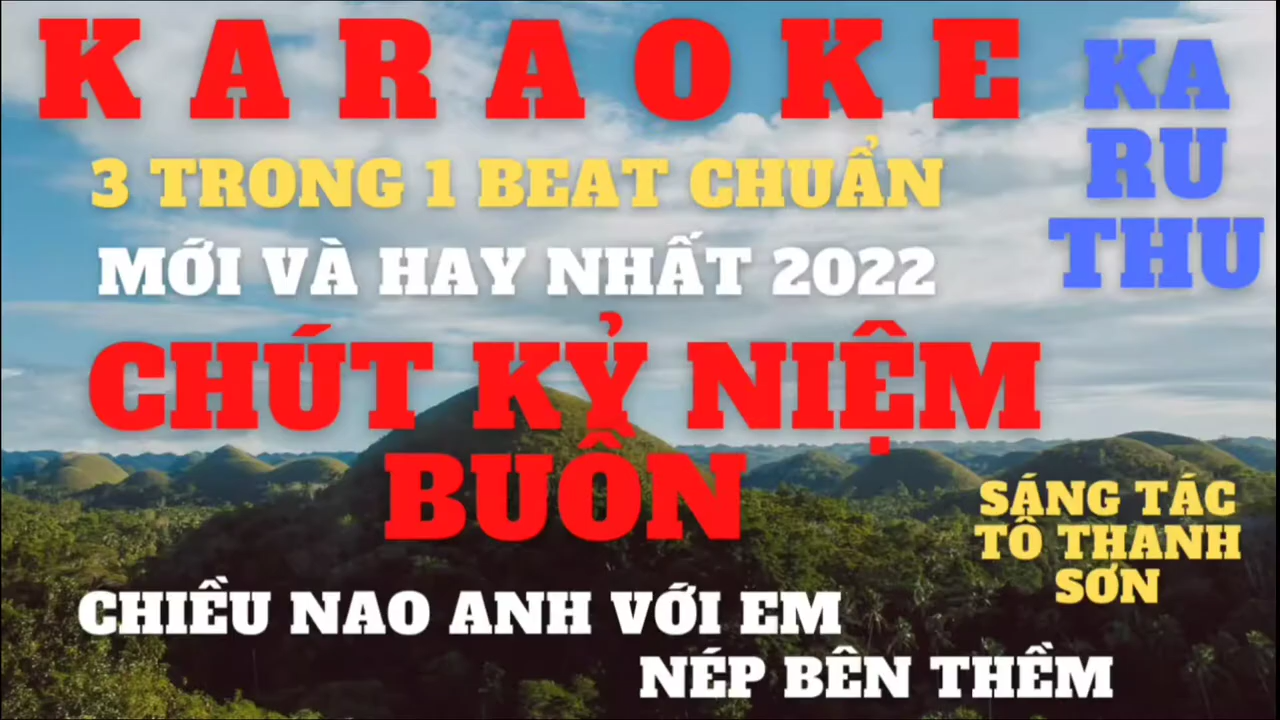 KARAOKE
KA
RU
THU
3 TRONG 1 BEAT CHUẨN
MỚI VÀ HAY NHẤT 2022
CHÚT KỶ NIỆM
BUỒN
SÁNG TÁC
TÔ THANH
SƠN
CHIỀU NAO ANH VỚI EM
NÉP BÊN THỀM